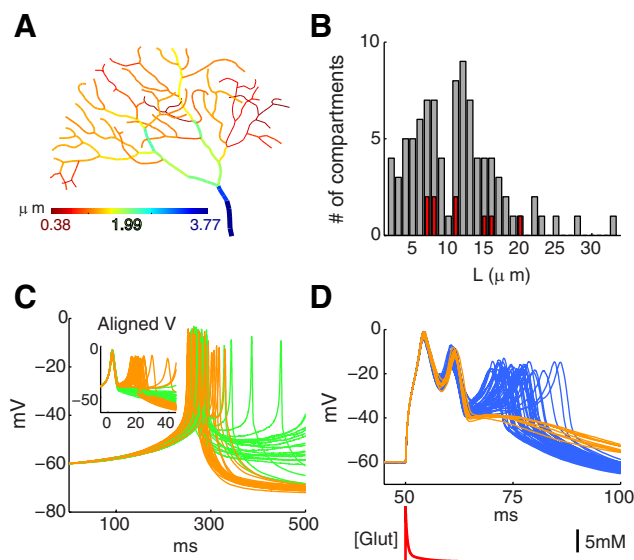 A
μ m
0.38
1.99
3.77
B
# of compartments
10
5
0
5
10
15
20
25
30
L (μ m)
C
mV
0
−20
−40
−60
−80
100
300
500
ms
Aligned V
0
−50
0
20
40
D
mV
0
−20
−40
−60
50
75
100
ms
[Glut]
5mM